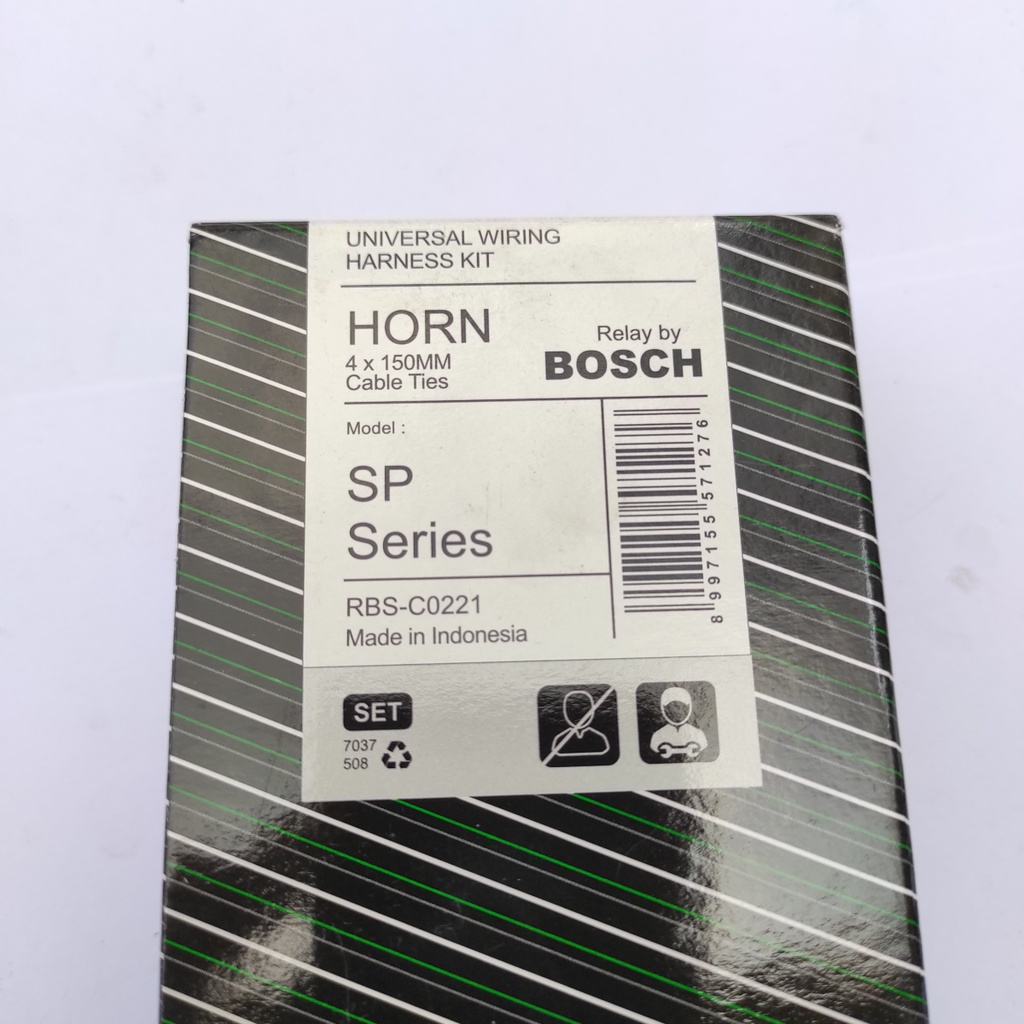 UNIVERSAL WIRING
HARNESS KIT
HORN
4 x 150MM
Cable Ties
Relay by
BOSCH
Model :
SP
Series
8 997155 571276
RBS-C0221
Made in Indonesia
SET
7037
508